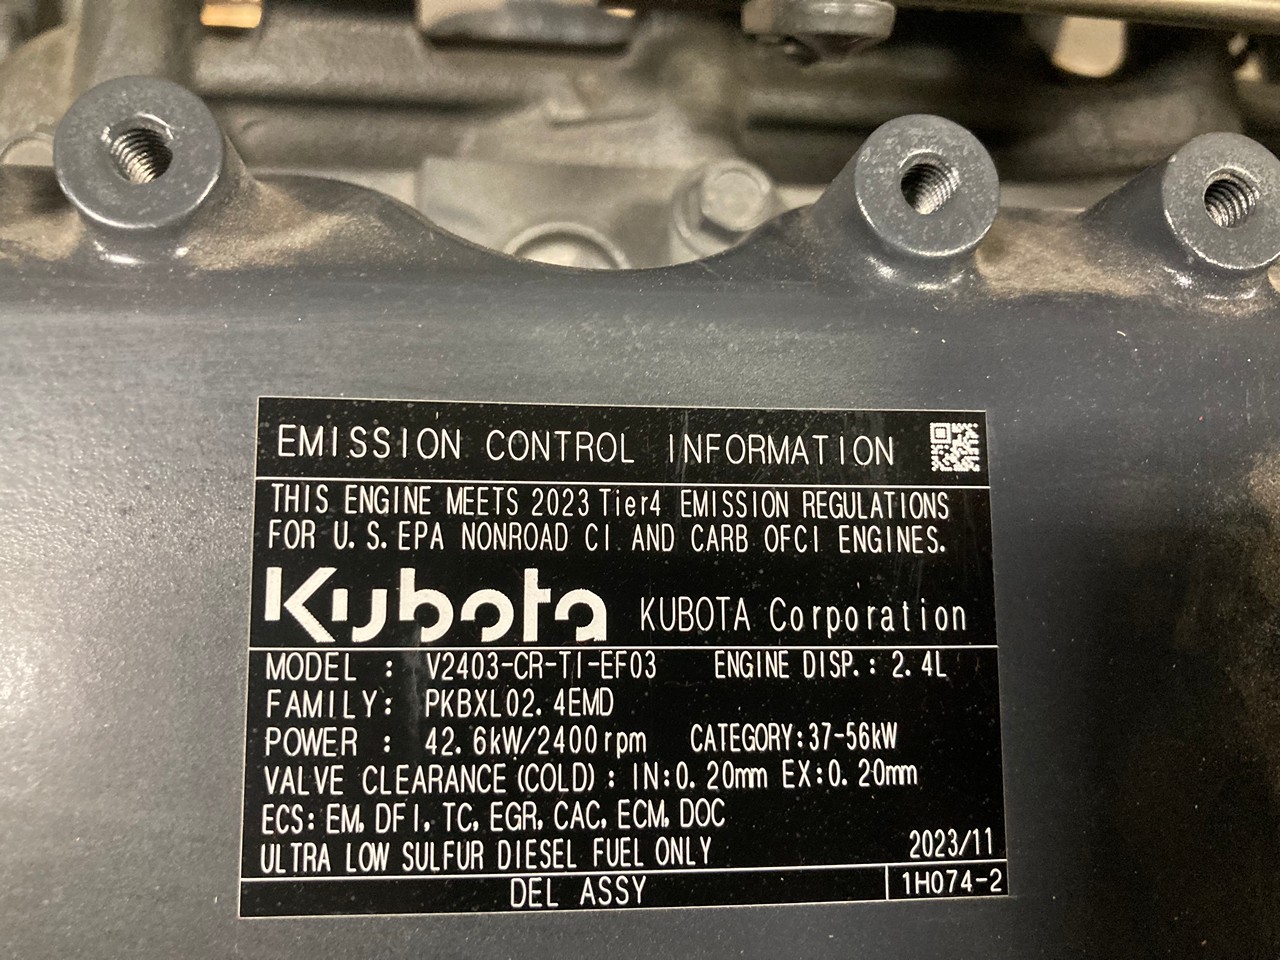 EMISSION CONTROL INFORMATION
THIS ENGINE MEETS 2023 Tier4 EMISSION REGULATIONS
FOR U.S.EPA NONROAD CI AND CARB OFCI ENGINES.
Kubota KUBOTA Corporation
MODEL : V2403-CR-TI-EF03 ENGINE DISP.: 2.4L
FAMILY: PKBXL02.4EMD
POWER : 42.6kW/2400rpm CATEGORY:37-56kW
VALVE CLEARANCE(COLD): IN:0.20mm EX:0.20mm
ECS: EM, DFI, TC, EGR, CAC, ECM, DOC
ULTRA LOW SULFUR DIESEL FUEL ONLY 2023/11
DEL ASSY 1H074-2